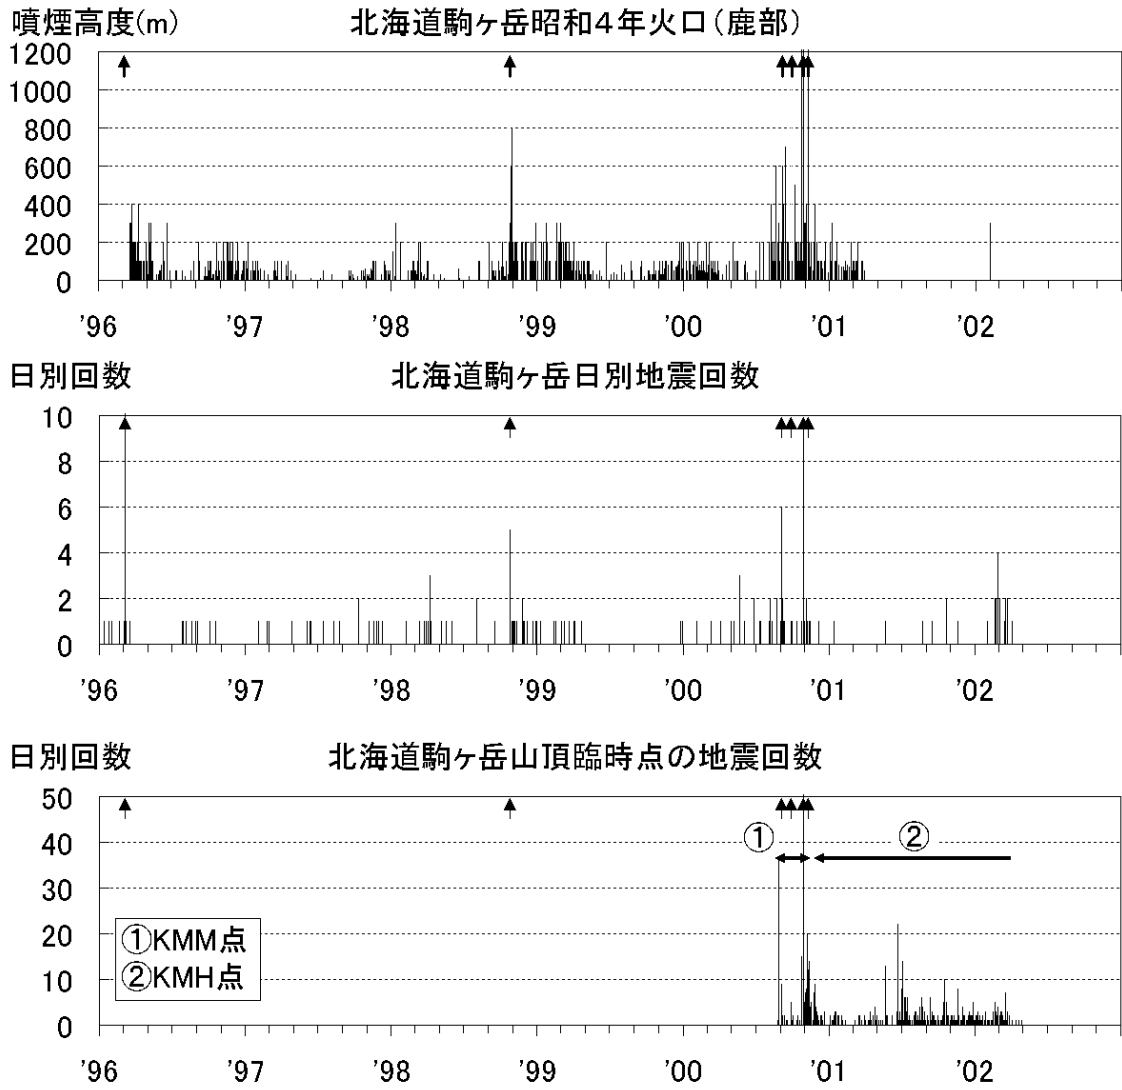 噴煙高度(m) 北海道駒ヶ岳昭和4年火口(鹿部)
1200
1000
800
600
400
200
0
'96 '97 '98 '99 '00 '01 '02
日別回数 北海道駒ヶ岳日別地震回数
10
8
6
4
2
0
'96 '97 '98 '99 '00 '01 '02
日別回数 北海道駒ヶ岳山頂臨時点の地震回数
50
40
① ②
30
20
①KMM点
②KMH点
10
0
'96 '97 '98 '99 '00 '01 '02